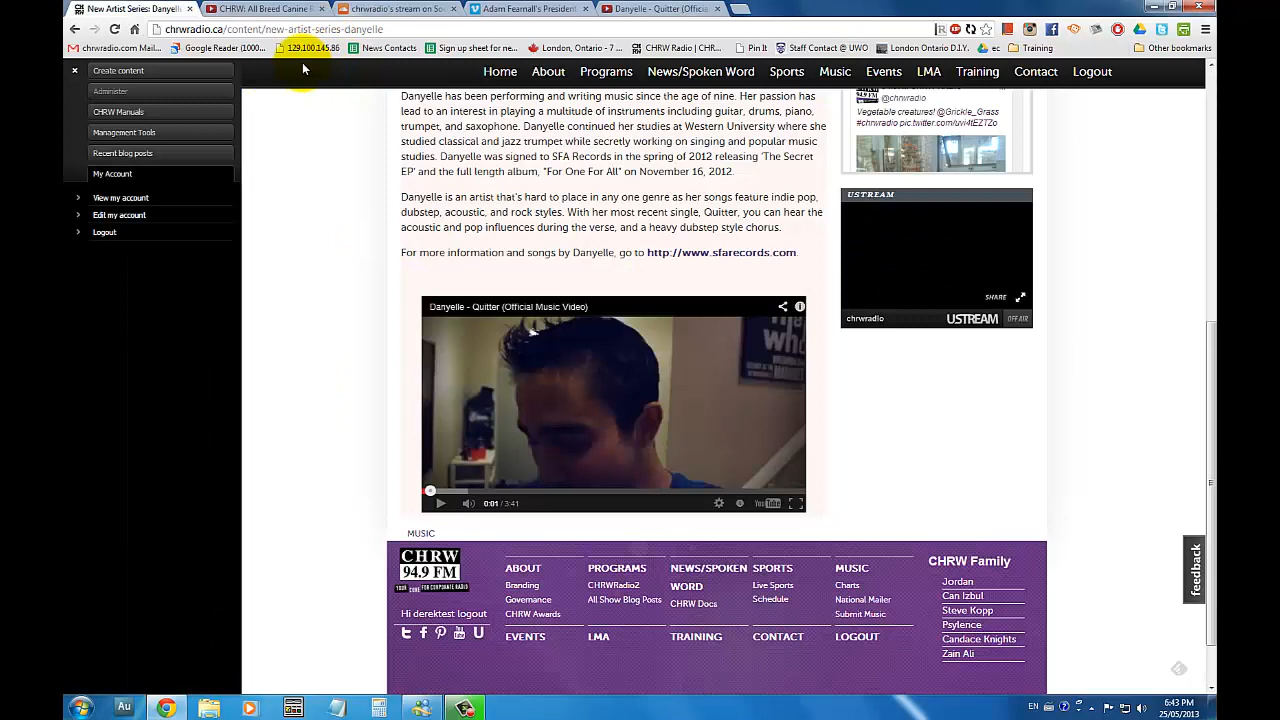 New Artist Series: Danyelle
CHRW: All Breed Canine
chrwradio's stream on So
Adam Fearnall's President
Danyelle - Quitter (Offici
chrwradio.ca/content/new-artist-series-danyelle
chrwradio.com Mail...
Google Reader (1000...
129.100.145.86
News Contacts
Sign up sheet for ne...
London, Ontario - 7 ...
CHRW Radio | CHR...
Pin It
Staff Contact @ UWO
London Ontario D.I.Y.
ec
Training
Other bookmarks
Create content
Administer
CHRW Manuals
Management Tools
Recent blog posts
My Account
View my account
Edit my account
Logout
Home About Programs News/Spoken Word Sports Music Events LMA Training Contact Logout
Danyelle has been performing and writing music since the age of nine. Her passion has
lead to an interest in playing a multitude of instruments including guitar, drums, piano,
trumpet, and saxophone. Danyelle continued her studies at Western University where she
studied classical and jazz trumpet while secretly working on singing and popular music
studies. Danyelle was signed to SFA Records in the spring of 2012 releasing 'The Secret
EP' and the full length album, "For One For All" on November 16, 2012.
Danyelle is an artist that's hard to place in any one genre as her songs feature indie pop,
dubstep, acoustic, and rock styles. With her most recent single, Quitter, you can hear the
acoustic and pop influences during the verse, and a heavy dubstep style chorus.
For more information and songs by Danyelle, go to http://www.sfarecords.com.
@chrwradio
Vegetable creatures! @Grickle_Grass
#chrwradio pic.twitter.com/uvi4tEZTZo
USTREAM
SHARE
chrwradio
USTREAM
OFF AIR
Danyelle - Quitter (Official Music Video)
who
0:01 / 3:41
YouTube
MUSIC
CHRW
94.9 FM
Hi derektest logout
ABOUT
Branding
Governance
CHRW Awards
EVENTS
PROGRAMS
CHRWRadio2
All Show Blog Posts
LMA
NEWS/SPOKEN
WORD
CHRW Docs
TRAINING
SPORTS
Live Sports
Schedule
CONTACT
MUSIC
Charts
National Mailer
Submit Music
LOGOUT
CHRW Family
Jordan
Can Izbul
Steve Kopp
Psylence
Candace Knights
Zain Ali
feedback
Au
EN
6:43 PM
25/05/2013